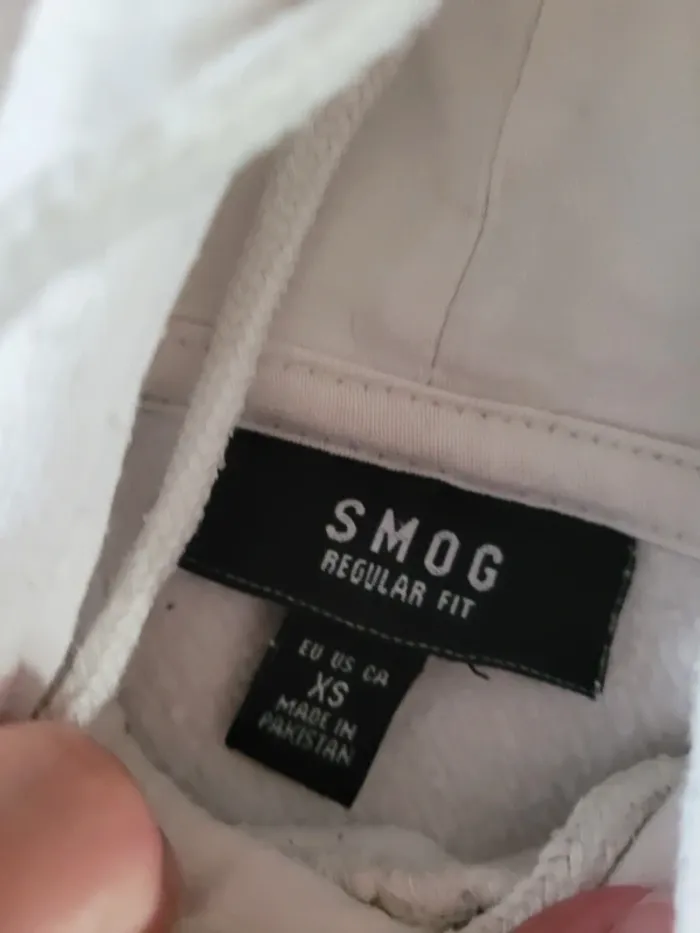 SMOG
REGULAR FIT
EU US CA
XS
MADE IN
PAKISTAN